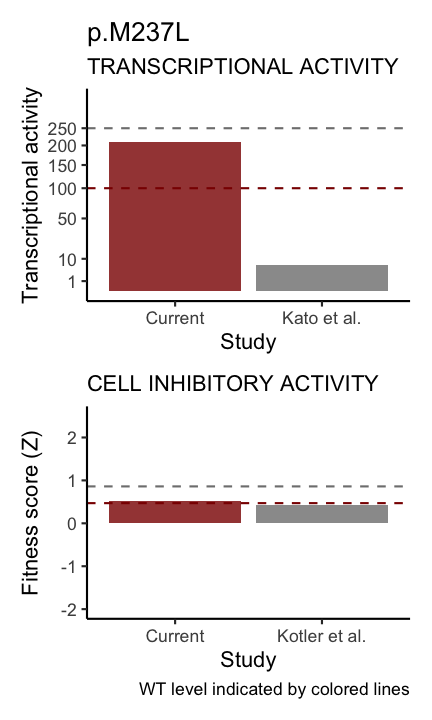 p.M237L
TRANSCRIPTIONAL ACTIVITY
Transcriptional activity
250
200
150
100
50
10
1
Current
Kato et al.
Study
CELL INHIBITORY ACTIVITY
Fitness score (Z)
2
1
0
-1
-2
Current
Kotler et al.
Study
WT level indicated by colored lines